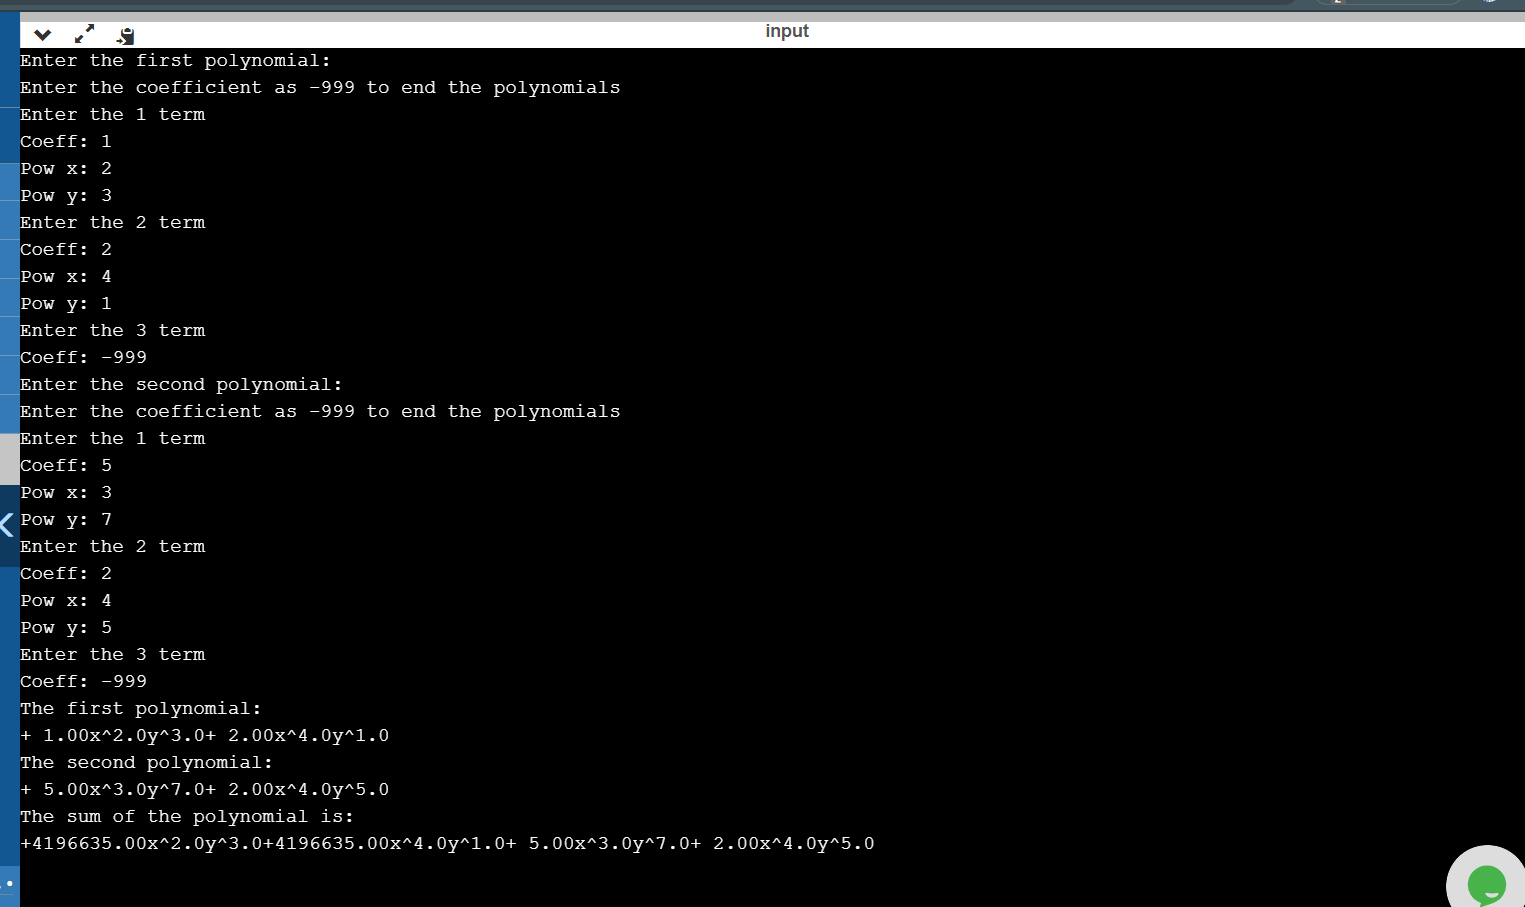 input
Enter the first polynomial:
Enter the coefficient as -999 to end the polynomials
Enter the 1 term
Coeff: 1
Pow x: 2
Pow y: 3
Enter the 2 term
Coeff: 2
Pow x: 4
Pow y: 1
Enter the 3 term
Coeff: -999
Enter the second polynomial:
Enter the coefficient as -999 to end the polynomials
Enter the 1 term
Coeff: 5
Pow x: 3
Pow y: 7
Enter the 2 term
Coeff: 2
Pow x: 4
Pow y: 5
Enter the 3 term
Coeff: -999
The first polynomial:
+ 1.00x^2.0y^3.0+ 2.00x^4.0y^1.0
The second polynomial:
+ 5.00x^3.0y^7.0+ 2.00x^4.0y^5.0
The sum of the polynomial is:
+4196635.00x^2.0y^3.0+4196635.00x^4.0y^1.0+ 5.00x^3.0y^7.0+ 2.00x^4.0y^5.0